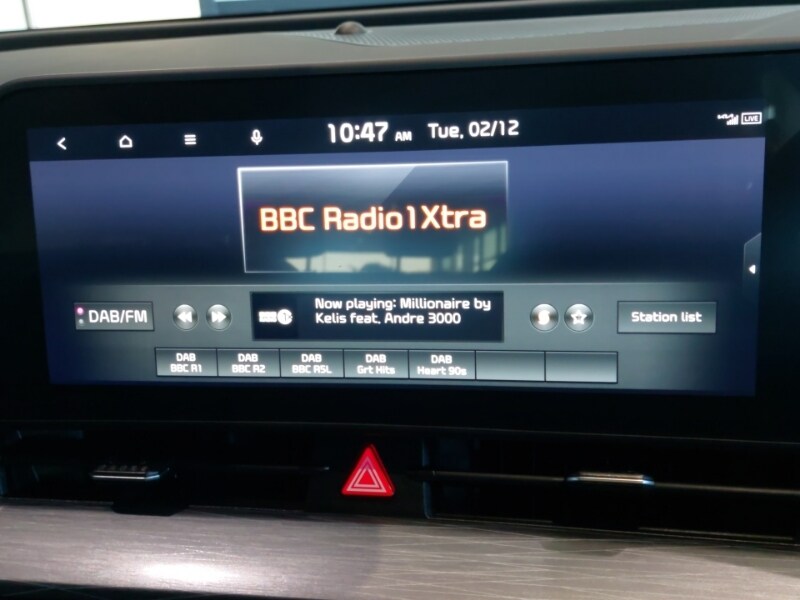 10:47 AM Tue, 02/12
LIVE
BBC Radio 1Xtra
DAB/FM
Now playing: Millionaire by
Kelis feat. Andre 3000
Station list
DAB
BBC R1
DAB
BBC R2
DAB
BBC R5L
DAB
Grt Hits
DAB
Heart 90s